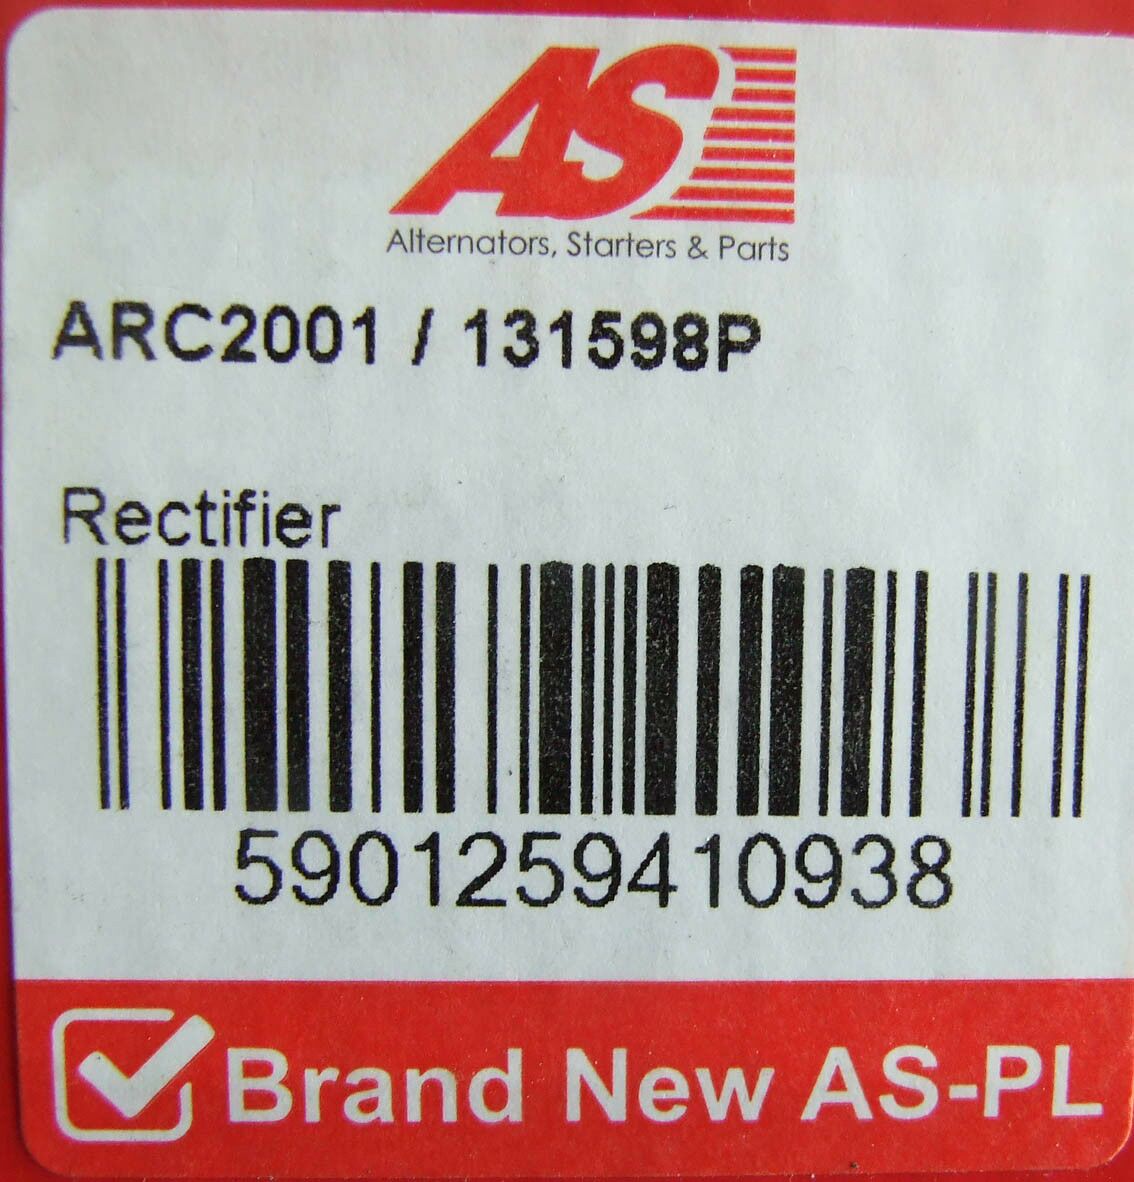 AS
Alternators, Starters & Parts
ARC2001 / 131598P
Rectifier
5901259410938
Brand New AS-PL